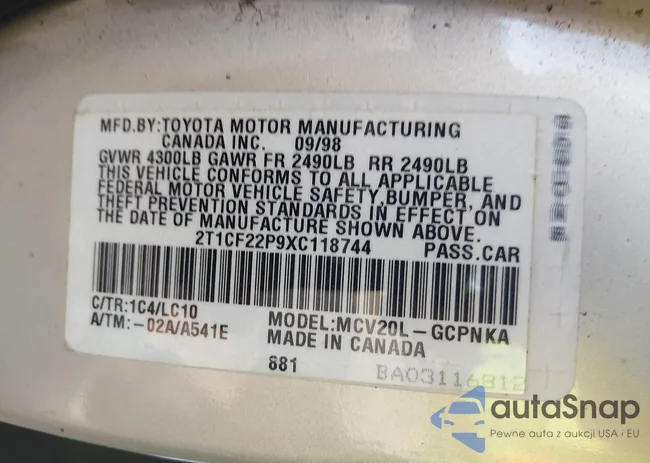 MFD.BY:TOYOTA MOTOR MANUFACTURING
CANADA INC. 09/98
GVWR 4300LB GAWR FR 2490LB RR 2490LB
THIS VEHICLE CONFORMS TO ALL APPLICABLE
FEDERAL MOTOR VEHICLE SAFETY,BUMPER, AND
THEFT PREVENTION STANDARDS IN EFFECT ON
THE DATE OF MANUFACTURE SHOWN ABOVE.
2T1CF22P9XC118744 PASS.CAR
C/TR:1C4/LC10
A/TM:-02A/A541E
MODEL:MCV20L-GCPNKA
MADE IN CANADA
881
BA03116812
autaSnap
Pewne auta z aukcji USA i EU